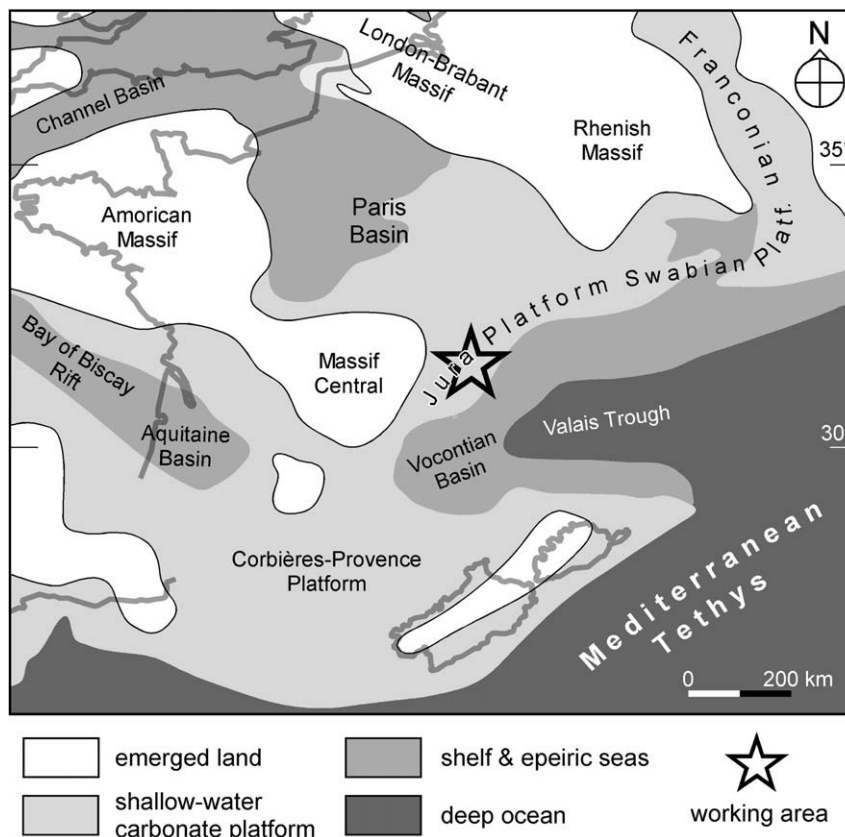 London-Brabant
Massif
Franconian Platf.
N
Channel Basin
Rhenish
Massif
35°
Amorican
Massif
Paris
Basin
Jura Platform Swabian
Bay of Biscay
Rift
Massif
Central
Valais Trough
Aquitaine
Basin
Vocontian
Basin
30°
Corbières-Provence
Platform
Mediterranean
Tethys
0 200 km
emerged land
shelf & epeiric seas
shallow-water
carbonate platform
deep ocean
working area